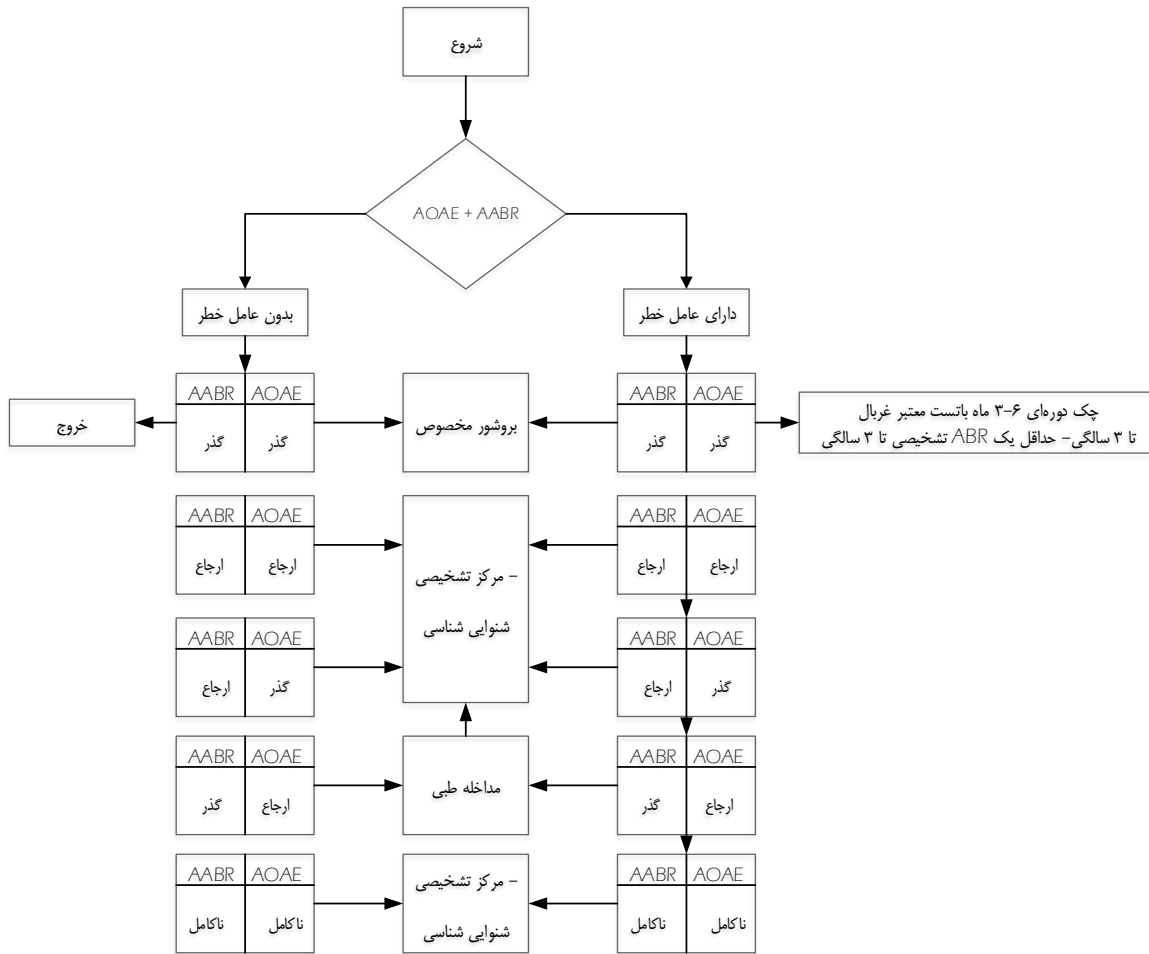 شروع
AOAE + AABR
دارای عامل خطر
بدون عامل خطر
AABR AOAE
گذر گذر
چک دوره‌ای ۶-۳ ماه باتست معتبر غربال
تا ۳ سالگی- حداقل یک ABR تشخیصی تا ۳ سالگی
بروشور مخصوص
AABR AOAE
گذر گذر
خروج
AABR AOAE
ارجاع ارجاع
- مرکز تشخیصی
شنوایی شناسی
AABR AOAE
ارجاع ارجاع
AABR AOAE
گذر ارجاع
AABR AOAE
گذر ارجاع
AABR AOAE
ارجاع گذر
مداخله طبی
AABR AOAE
ارجاع گذر
AABR AOAE
ناکامل ناکامل
- مرکز تشخیصی
شنوایی شناسی
AABR AOAE
ناکامل ناکامل